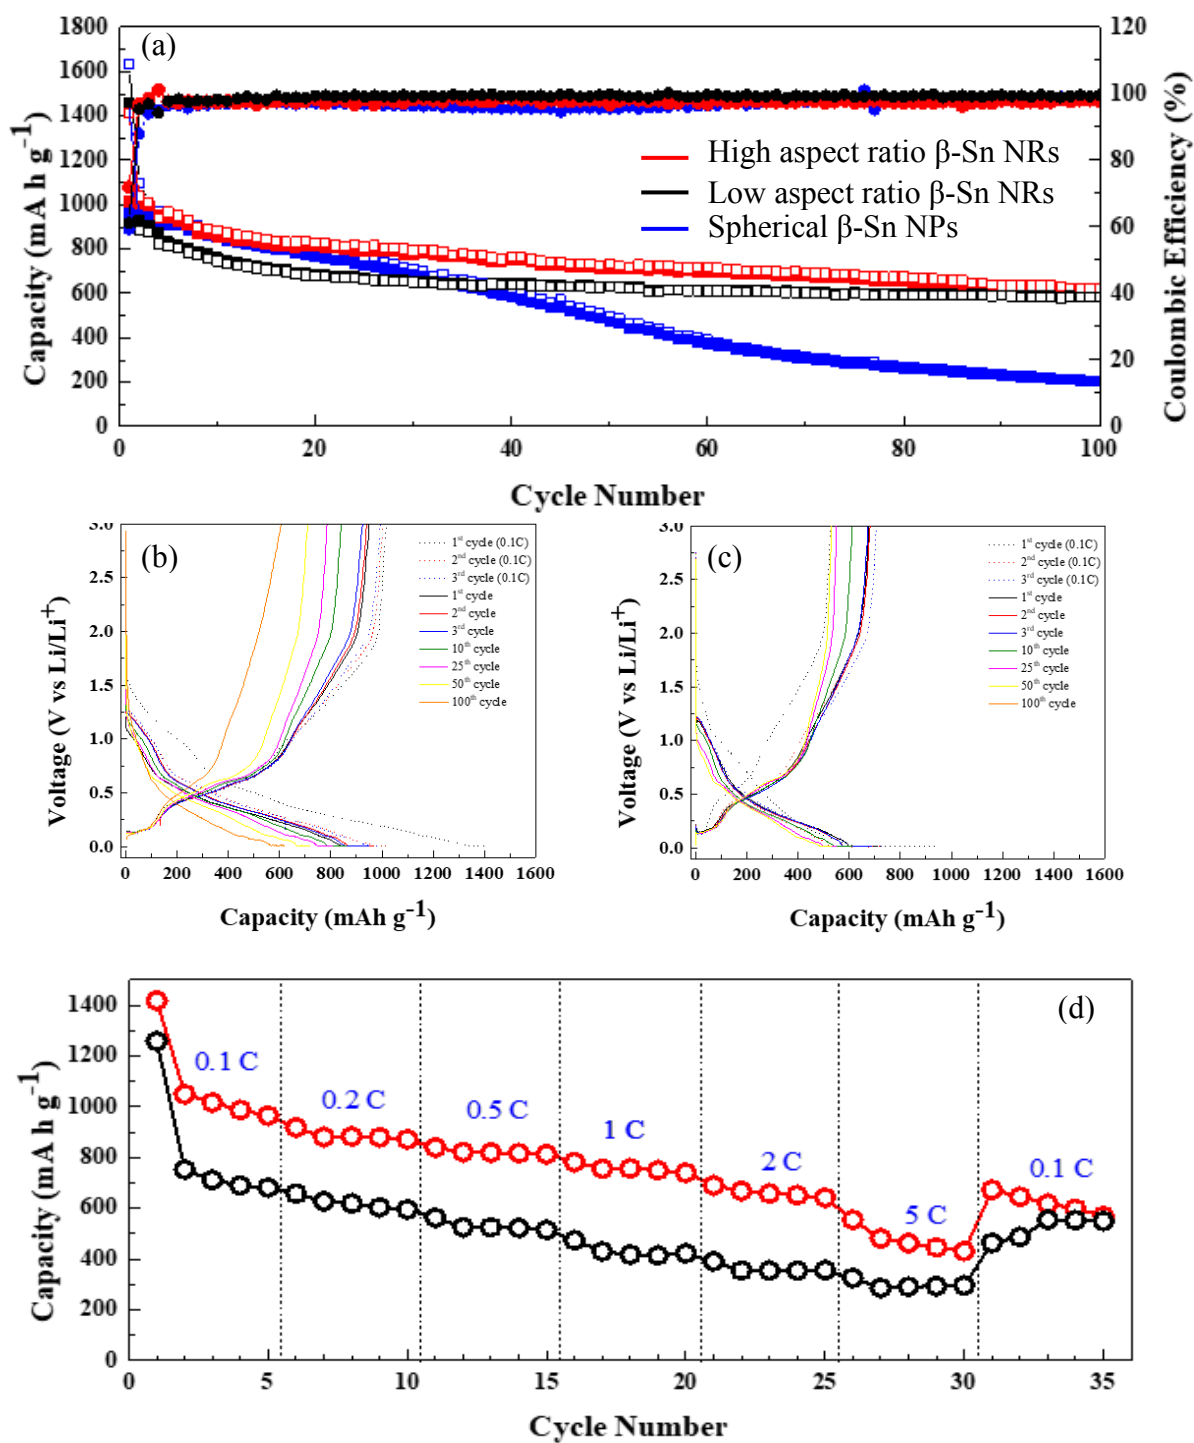 (a)
1800
1600
1400
1200
1000
800
600
400
200
0
Capacity (mA h g⁻¹)
120
100
80
60
40
20
0
Coulombic Efficiency (%)
High aspect ratio β-Sn NRs
Low aspect ratio β-Sn NRs
Spherical β-Sn NPs
0 20 40 60 80 100
Cycle Number
(b)
3.0
2.5
2.0
1.5
1.0
0.5
0.0
Voltage (V vs Li/Li⁺)
1st cycle (0.1C)
2nd cycle (0.1C)
3rd cycle (0.1C)
1st cycle
2nd cycle
3rd cycle
10th cycle
25th cycle
50th cycle
100th cycle
0 200 400 600 800 1000 1200 1400 1600
Capacity (mAh g⁻¹)
(c)
3.0
2.5
2.0
1.5
1.0
0.5
0.0
Voltage (V vs Li/Li⁺)
1st cycle (0.1C)
2nd cycle (0.1C)
3rd cycle (0.1C)
1st cycle
2nd cycle
3rd cycle
10th cycle
25th cycle
50th cycle
100th cycle
0 200 400 600 800 1000 1200 1400 1600
Capacity (mAh g⁻¹)
(d)
1400
1200
1000
800
600
400
200
0
Capacity (mA h g⁻¹)
0.1 C
0.2 C
0.5 C
1 C
2 C
5 C
0.1 C
0 5 10 15 20 25 30 35
Cycle Number